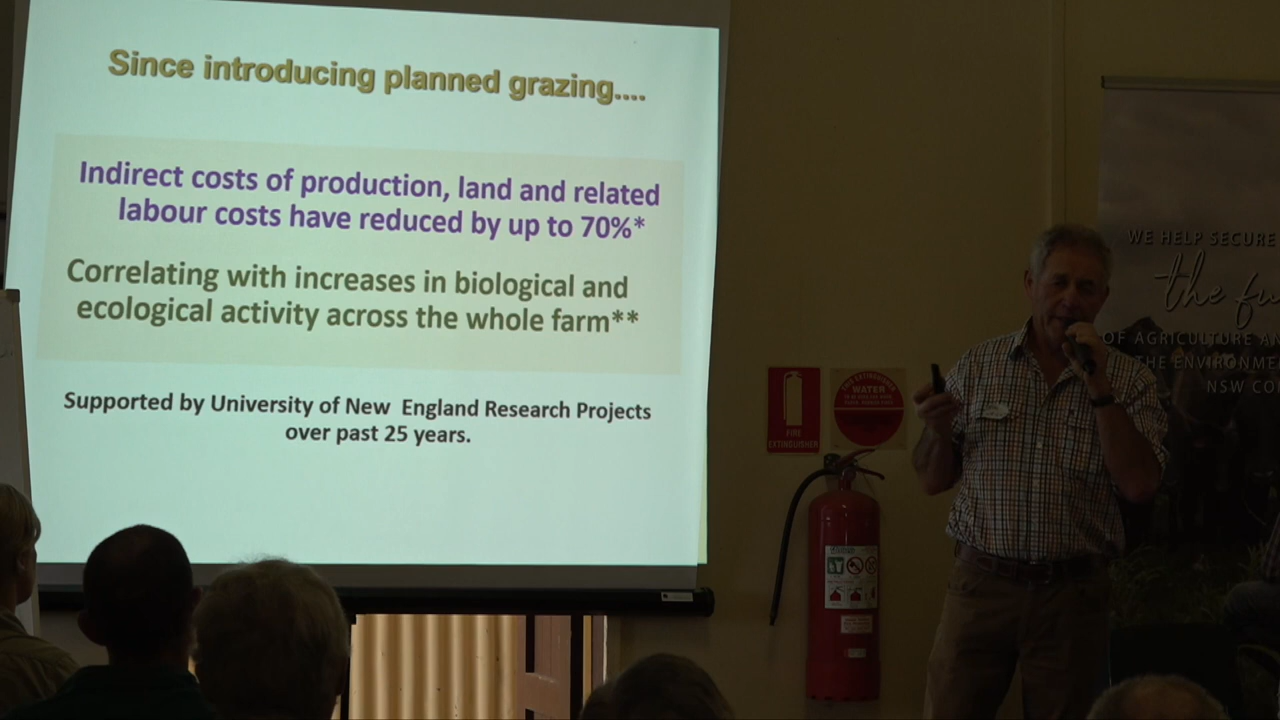 Since introducing planned grazing....
Indirect costs of production, land and related
labour costs have reduced by up to 70%*
Correlating with increases in biological and
ecological activity across the whole farm**
Supported by University of New England Research Projects
over past 25 years.
WE HELP SECURE
the fu
OF AGRICULTURE AN
THE ENVIRONME
NSW CO
FIRE
EXTINGUISHER
WATER